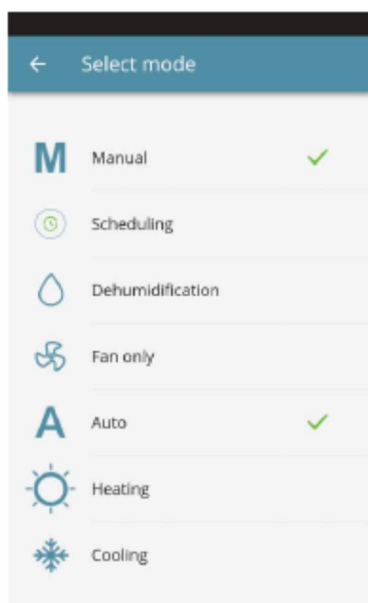 Select mode
M Manual
Scheduling
Dehumidification
Fan only
A Auto
Heating
Cooling